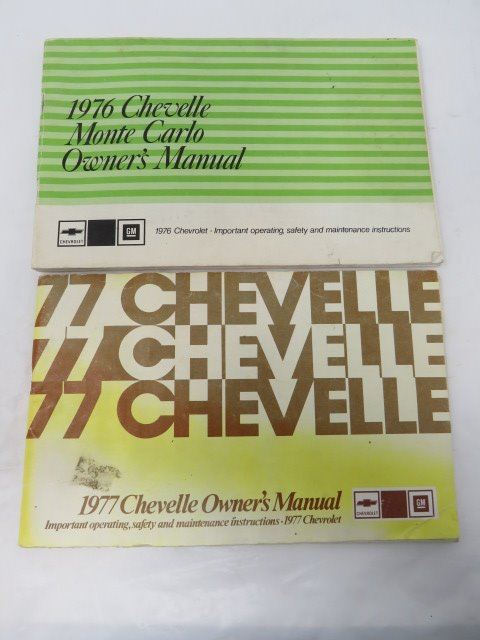 1976 Chevelle
Monte Carlo
Owner's Manual
CHEVROLET
GM
1976 Chevrolet • Important operating, safety and maintenance instructions
77 CHEVELLE
77 CHEVELLE
77 CHEVELLE
1977 Chevelle Owner's Manual
Important operating, safety and maintenance instructions • 1977 Chevrolet
CHEVROLET
GM